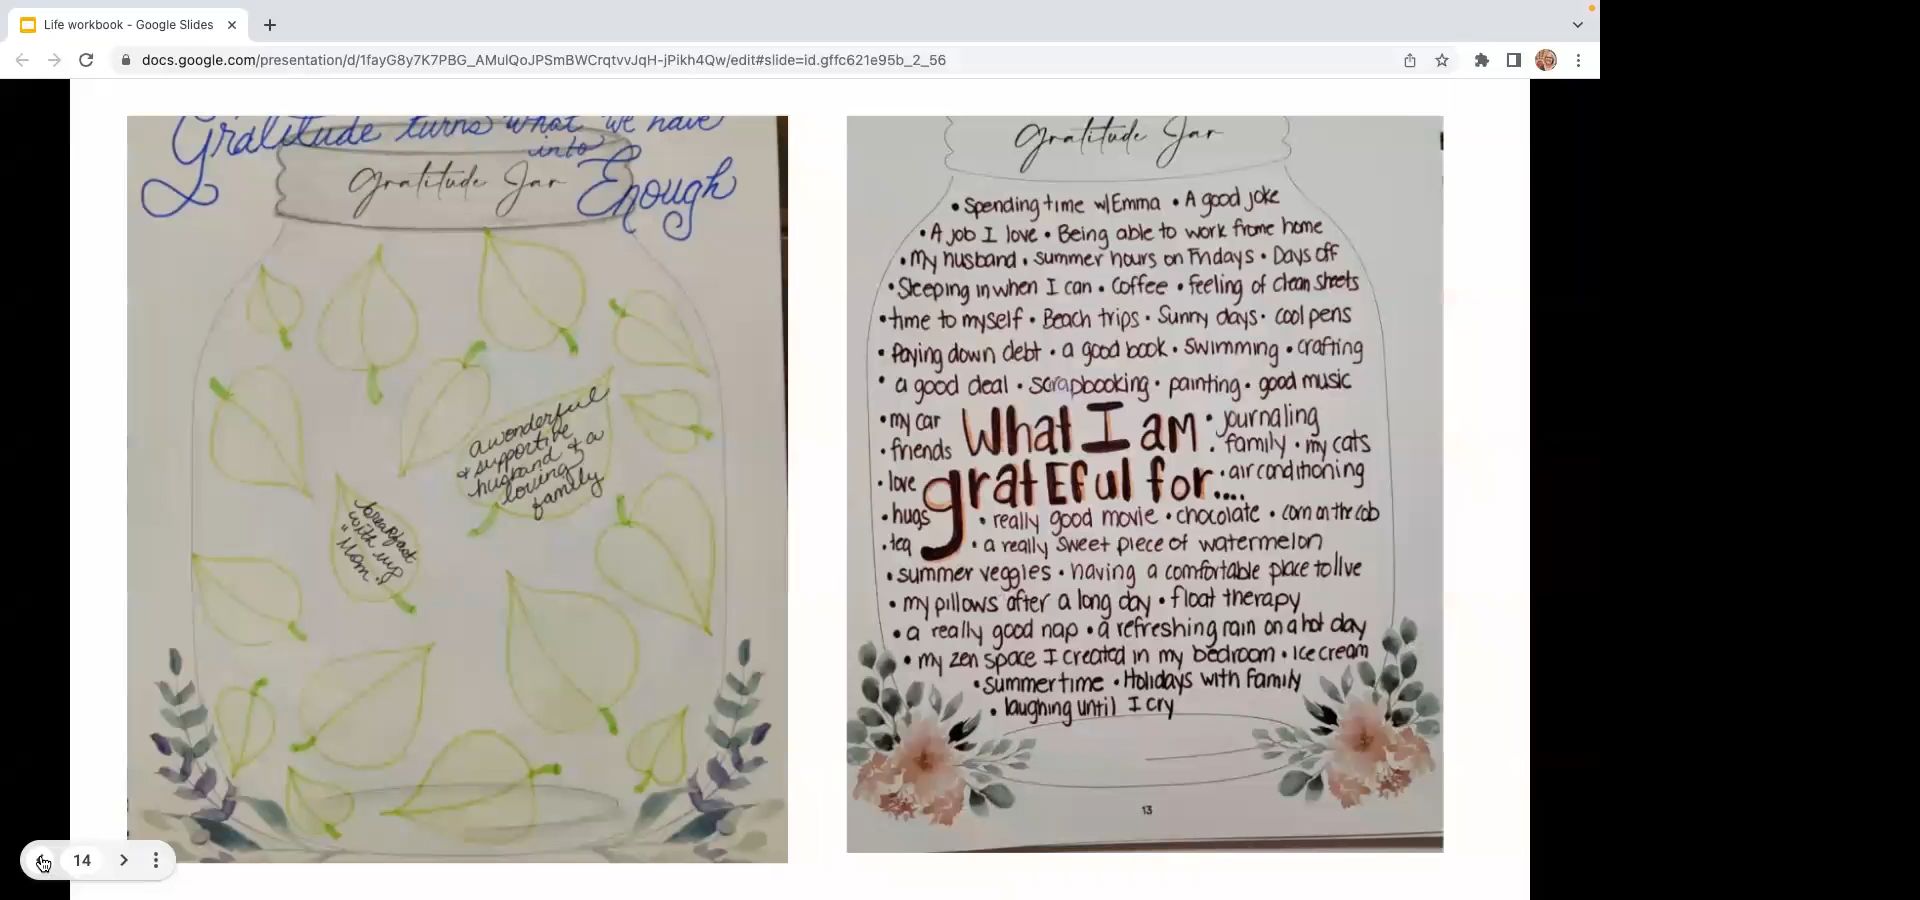 Life workbook - Google Slides
docs.google.com/presentation/d/1fayG8y7K7PBG_AMulQoJPSmBWCrqtvvJqH-jPikh4Qw/edit#slide=id.gffc621e95b_2_56
Gratitude turns what we have
into
Enough
Gratitude Jar
a wonderful
& supportive
husband & a
loving
family
breakfast
with my
"Mom"
Gratitude Jar
• Spending time w/Emma • A good joke
• A job I love • Being able to work frome home
• My husband • summer hours on Fridays • Days off
• Sleeping in when I can • Coffee • feeling of clean sheets
• time to myself • Beach trips • Sunny days • cool pens
• Paying down debt • a good book • Swimming • crafting
• a good deal • scrapbooking • painting • good music
• my car
• friends
• love
• hugs
• tea
What I am
gratEful for....
• journaling
• family • my cats
• air conditioning
• really good movie • chocolate • corn on the cob
• a really sweet piece of watermelon
• summer veggies • having a comfortable place to live
• my pillows after a long day • float therapy
• a really good nap • a refreshing rain on a hot day
• my zen space I created in my bedroom • Ice cream
• Summertime • Holidays with Family
• laughing until I cry
13
14